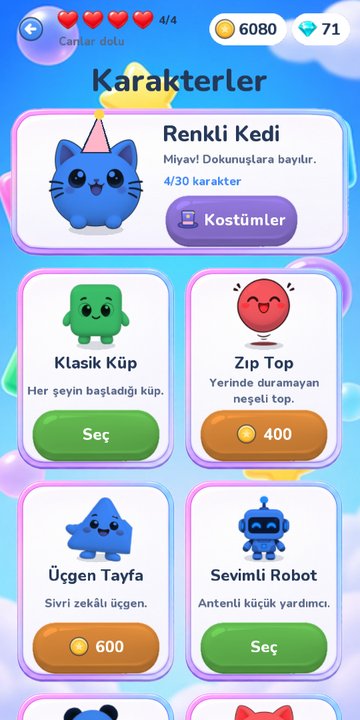 4/4
6080
71
Canlar dolu
Karakterler
Renkli Kedi
Miyav! Dokunuşlara bayılır.
4/30 karakter
Kostümler
Klasik Küp
Her şeyin başladığı küp.
Seç
Zıp Top
Yerinde duramayan
neşeli top.
400
Üçgen Tayfa
Sivri zekâlı üçgen.
600
Sevimli Robot
Antenli küçük yardımcı.
Seç